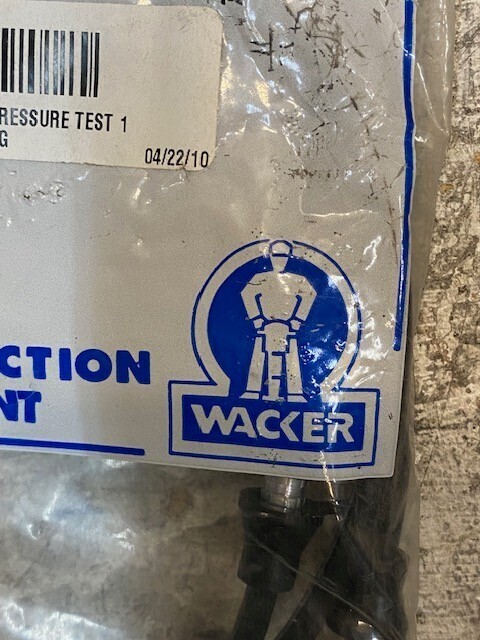 RESSURE TEST 1
G
04/22/10
CTION
NT
WACKER